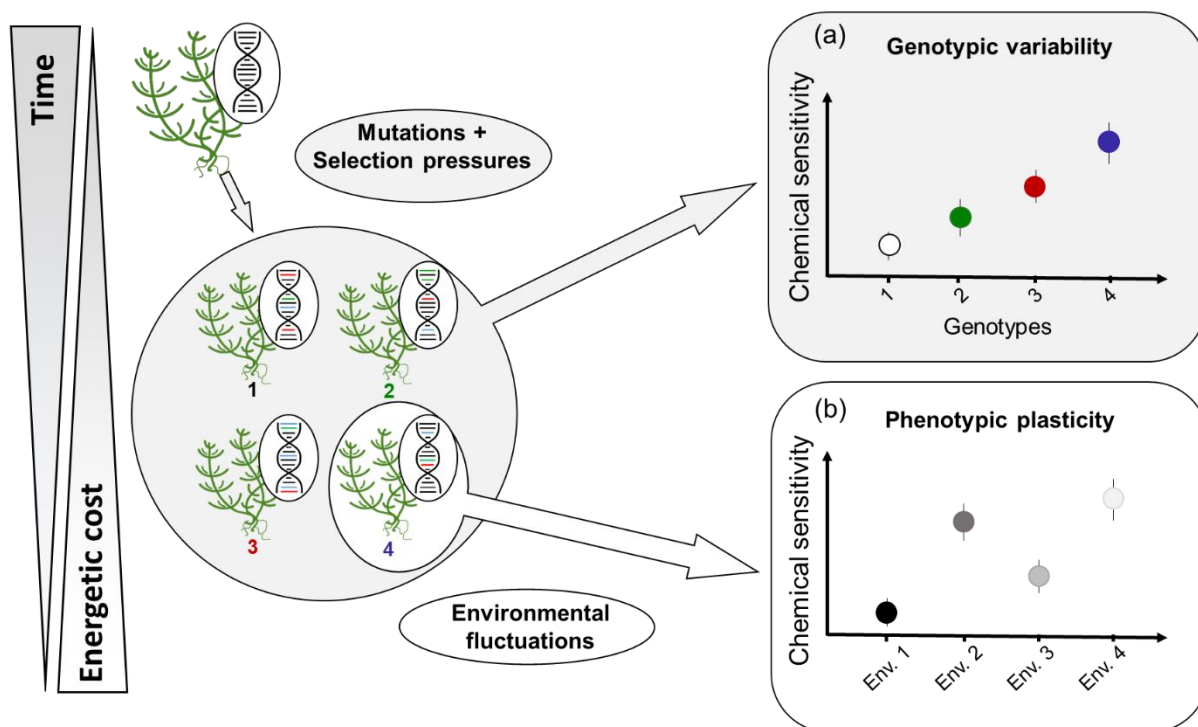 Time
Energetic cost
Mutations +
Selection pressures
1
2
3
4
Environmental
fluctuations
(a)
Genotypic variability
Chemical sensitivity
1
2
3
4
Genotypes
(b)
Phenotypic plasticity
Chemical sensitivity
Env. 1
Env. 2
Env. 3
Env. 4